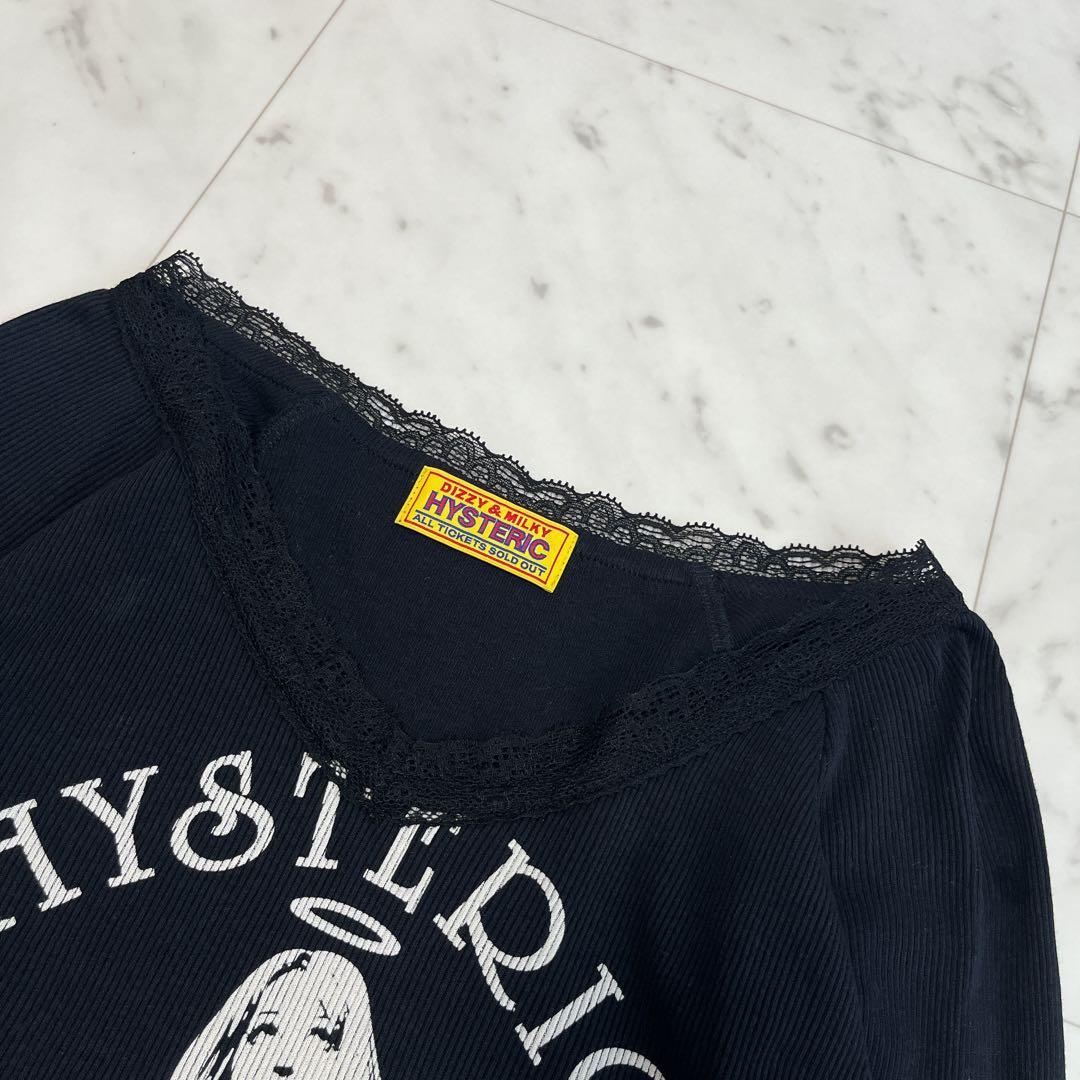 DIZZY & MILKY
HYSTERIC
ALL TICKETS SOLD OUT
HYSTERIC